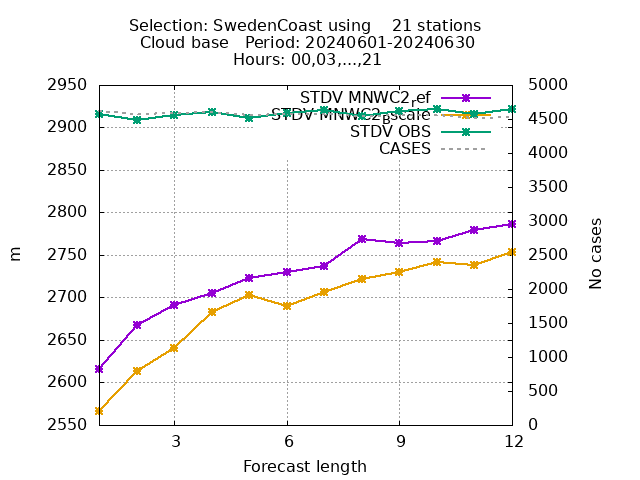 Selection: SwedenCoast using    21 stations
Cloud base   Period: 20240601-20240630
Hours: 00,03,...,21
2950
2900
2850
2800
2750
2700
2650
2600
2550
m
STDV MNWC2_ref
STDV MNWC2_Bscale
STDV OBS
CASES
5000
4500
4000
3500
3000
2500
2000
1500
1000
500
0
No cases
3 6 9 12
Forecast length